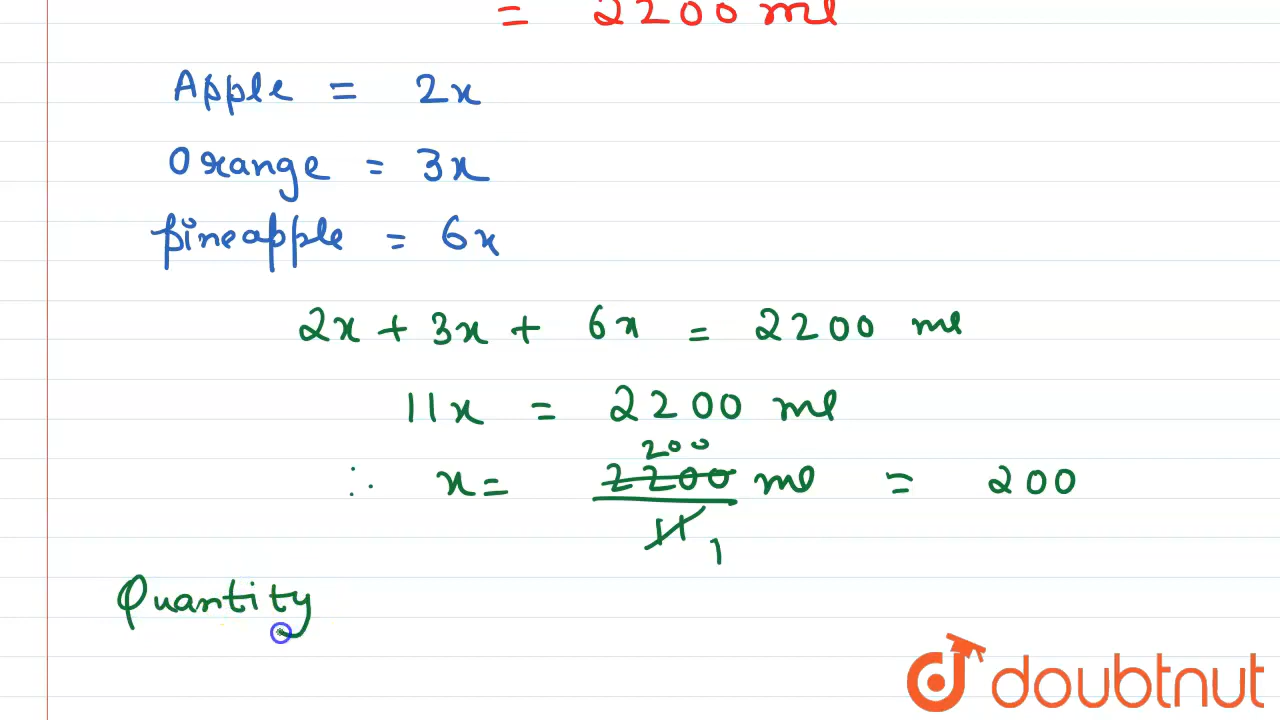 = 2200 ml
Apple = 2x
Orange = 3x
pineapple = 6x
2x + 3x + 6x = 2200 ml
11x = 2200 ml
200
∴ x = 2200 ml = 200
11 1
Quantity
doubtnut